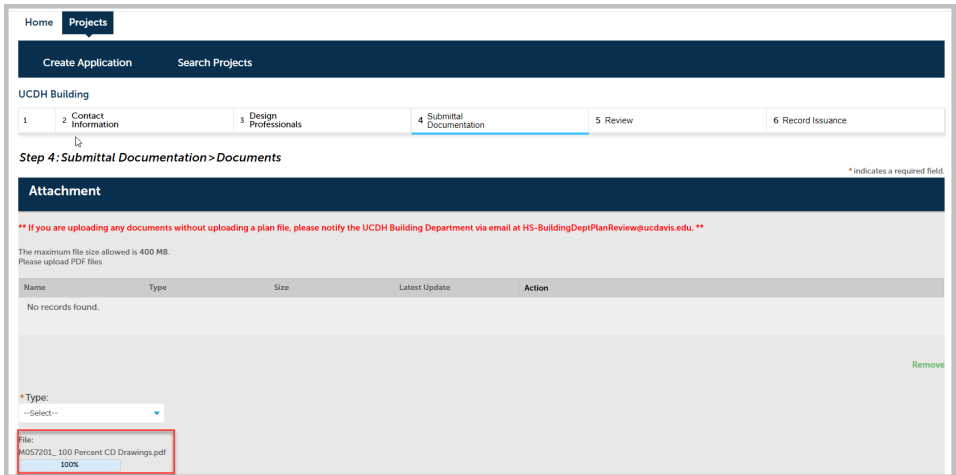 Home Projects
Create Application Search Projects
UCDH Building
1 2 Contact Information 3 Design Professionals 4 Submittal Documentation 5 Review 6 Record Issuance
Step 4:Submittal Documentation>Documents
*indicates a required field.
Attachment
** If you are uploading any documents without uploading a plan file, please notify the UCDH Building Department via email at HS-BuildingDeptPlanReview@ucdavis.edu. **
The maximum file size allowed is 400 MB.
Please upload PDF files
Name Type Size Latest Update Action
No records found.
Remove
*Type:
--Select--
File:
M057201_ 100 Percent CD Drawings.pdf
100%